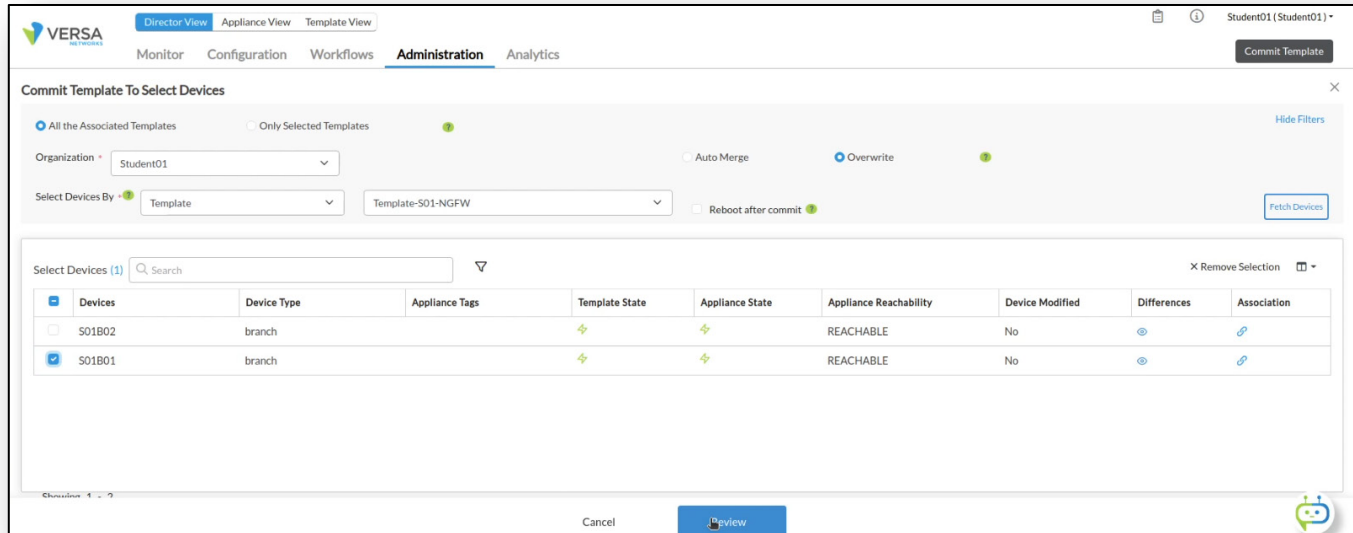 Director View Appliance View Template View
Student01 (Student01)
VERSA
NETWORKS
Monitor Configuration Workflows Administration Analytics
Commit Template
Commit Template To Select Devices
All the Associated Templates Only Selected Templates ?
Hide Filters
Organization * Student01
Auto Merge Overwrite ?
Select Devices By * ? Template Template-S01-NGFW
Reboot after commit ?
Fetch Devices
Select Devices (1) Search
X Remove Selection
Devices Device Type Appliance Tags Template State Appliance State Appliance Reachability Device Modified Differences Association
S01B02 branch REACHABLE No
S01B01 branch REACHABLE No
Showing 1 - 2
Cancel Review